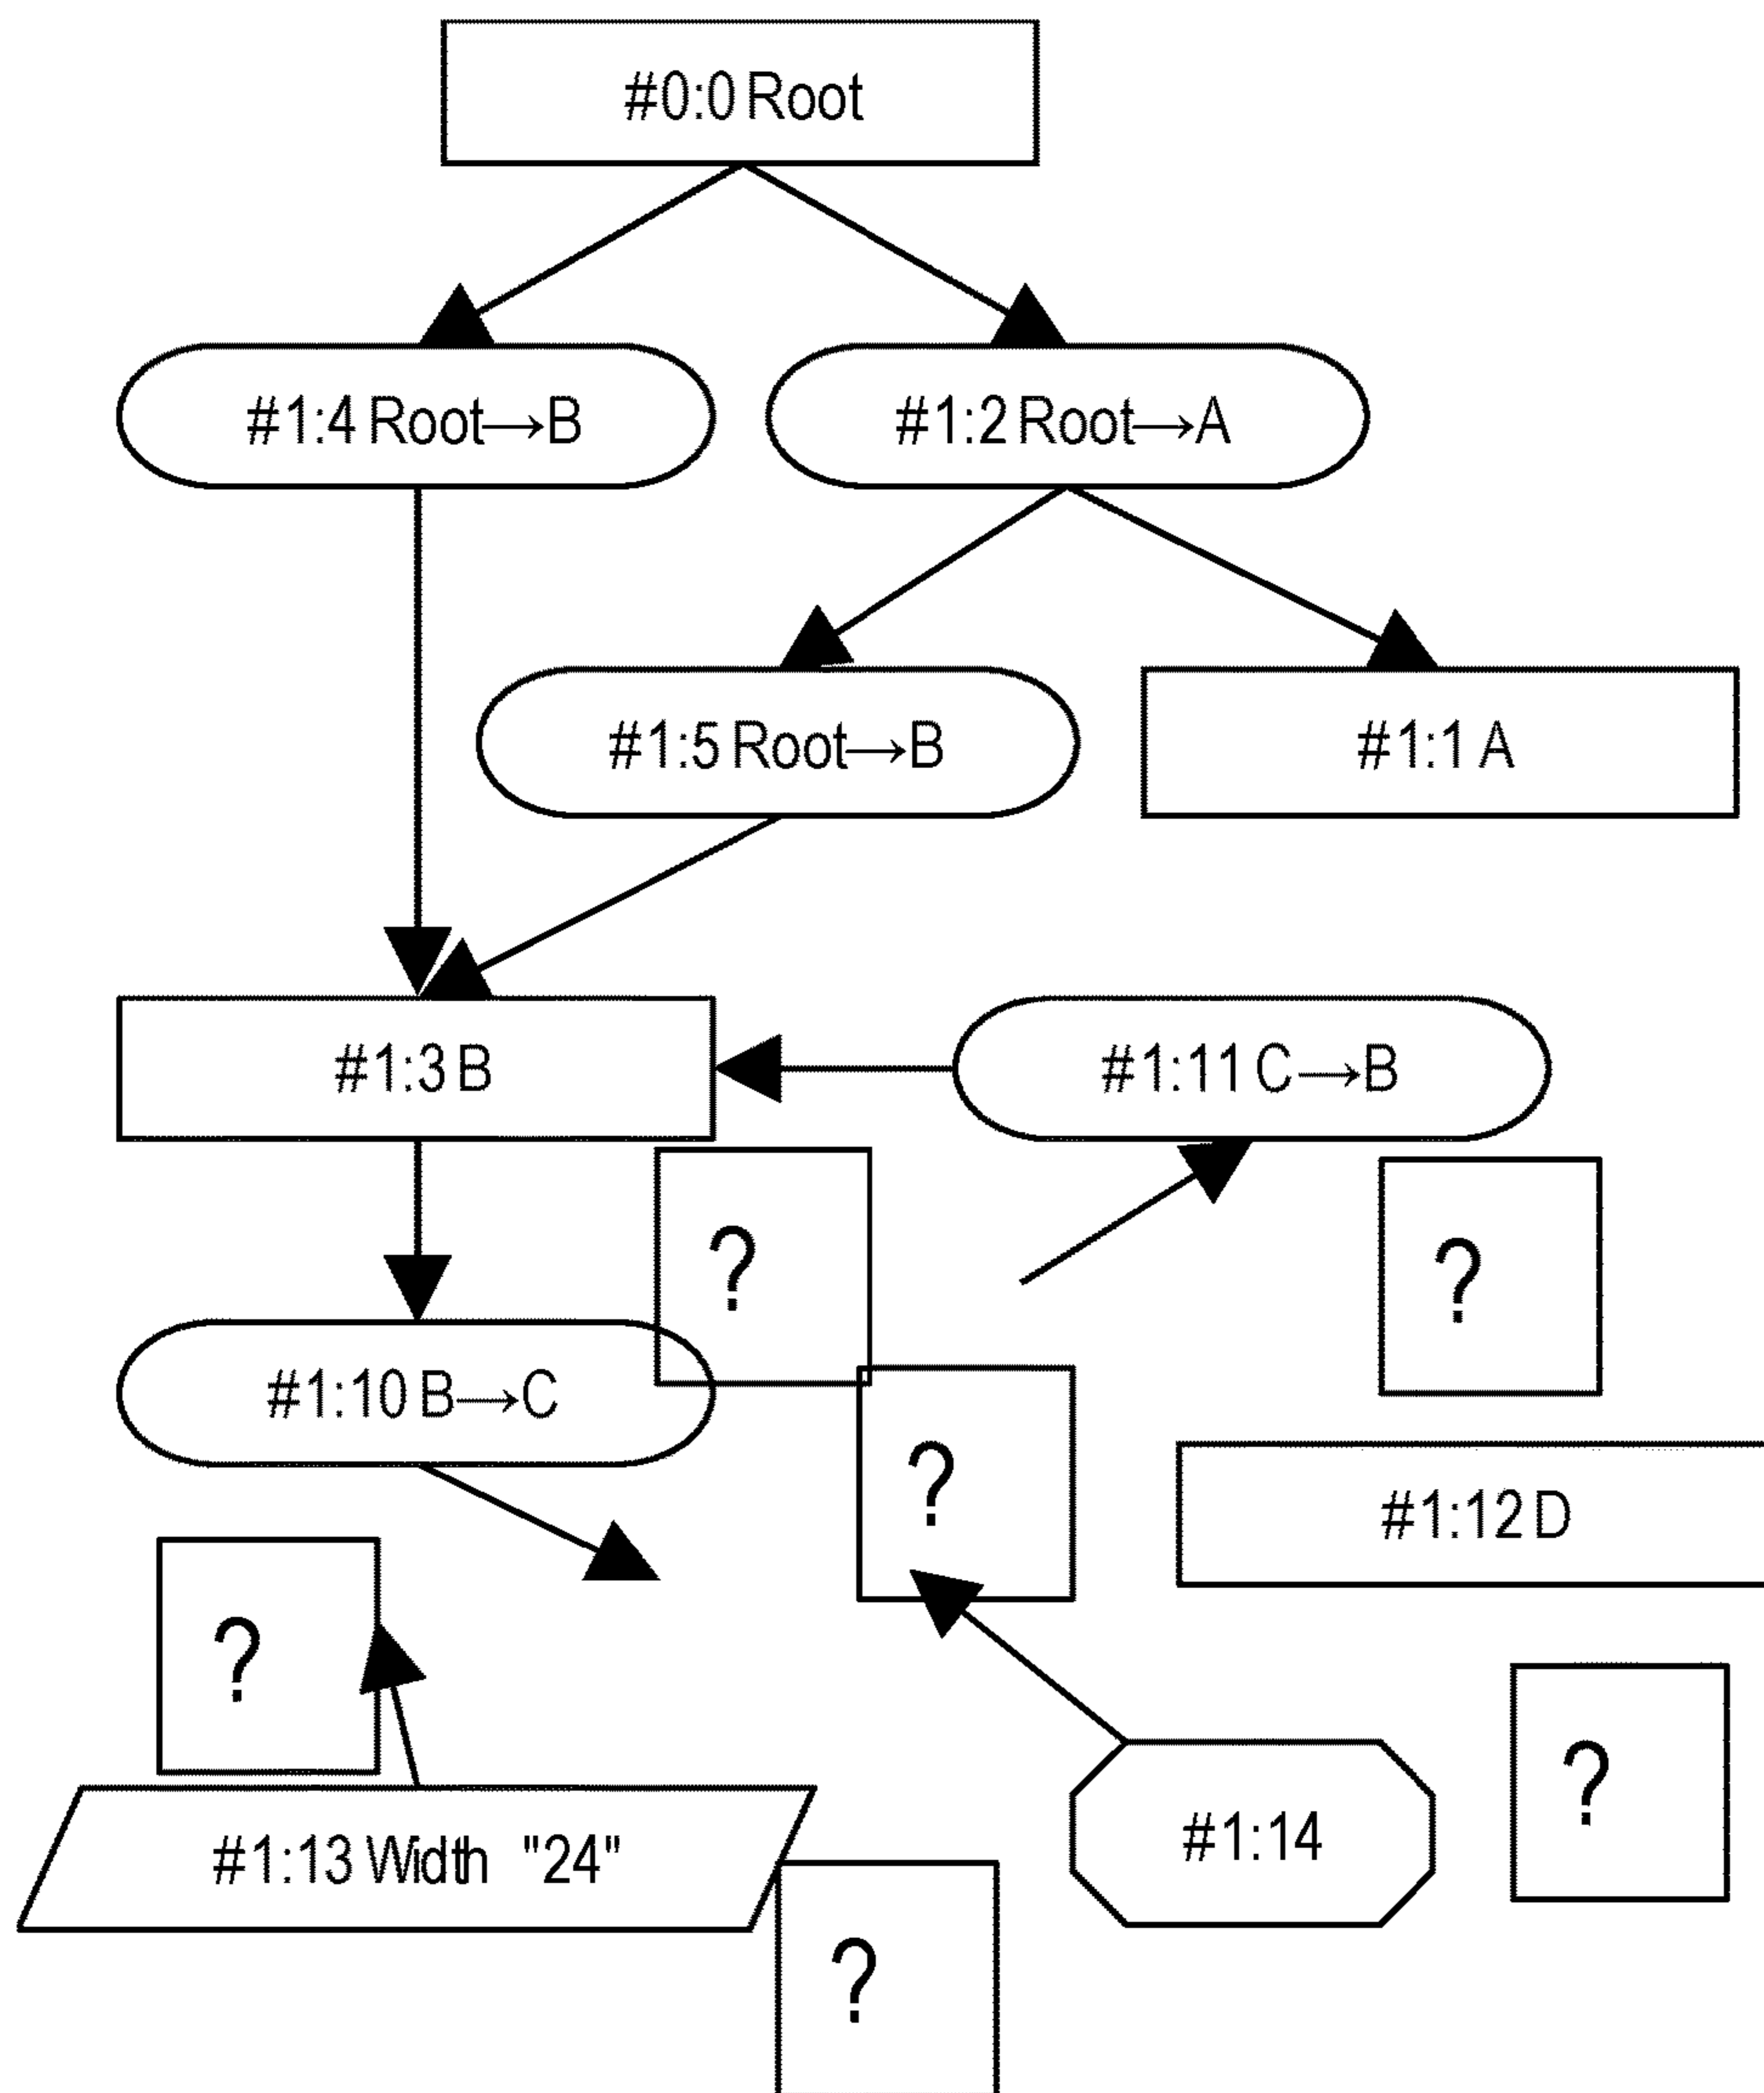 #0:0 Root
#1:4 Root→B
#1:2 Root→A
#1:5 Root→B
#1:1 A
#1:3 B
#1:11 C→B
?
?
#1:10 B→C
?
#1:12 D
?
?
#1:13 Width "24"
#1:14
?